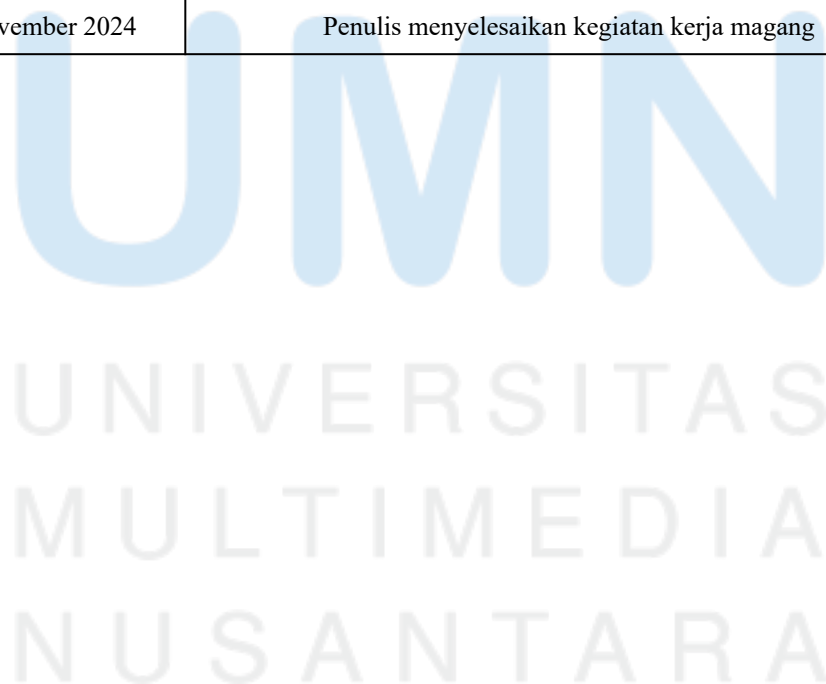 vember 2024 Penulis menyelesaikan kegiatan kerja magang
UMN
UNIVERSITAS
MULTIMEDIA
NUSANTARA